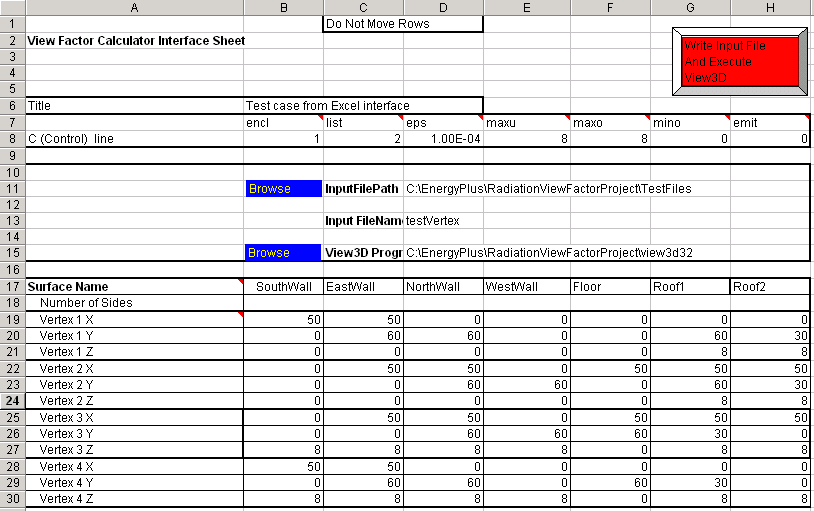 A B C D E F G H
1 Do Not Move Rows
2 View Factor Calculator Interface Sheet
Write Input File
And Execute
View3D
3
4
5
6 Title Test case from Excel interface
7 encl list eps maxu maxo mino emit
8 C (Control) line 1 2 1.00E-04 8 8 0 0
9
10
11 Browse InputFilePath C:\EnergyPlus\RadiationViewFactorProject\TestFiles
12
13 Input FileNam testVertex
14
15 Browse View3D Progr C:\EnergyPlus\RadiationViewFactorProject\view3d32
16
17 Surface Name SouthWall EastWall NorthWall WestWall Floor Roof1 Roof2
18 Number of Sides
19 Vertex 1 X 50 50 0 0 0 0 0
20 Vertex 1 Y 0 60 60 0 0 60 30
21 Vertex 1 Z 0 0 0 0 0 8 8
22 Vertex 2 X 0 50 50 0 50 50 50
23 Vertex 2 Y 0 0 60 60 0 60 30
24 Vertex 2 Z 0 0 0 0 0 8 8
25 Vertex 3 X 0 50 50 0 50 50 50
26 Vertex 3 Y 0 0 60 60 60 30 0
27 Vertex 3 Z 8 8 8 8 0 8 8
28 Vertex 4 X 50 50 0 0 0 0 0
29 Vertex 4 Y 0 60 60 0 60 30 0
30 Vertex 4 Z 8 8 8 8 0 8 8